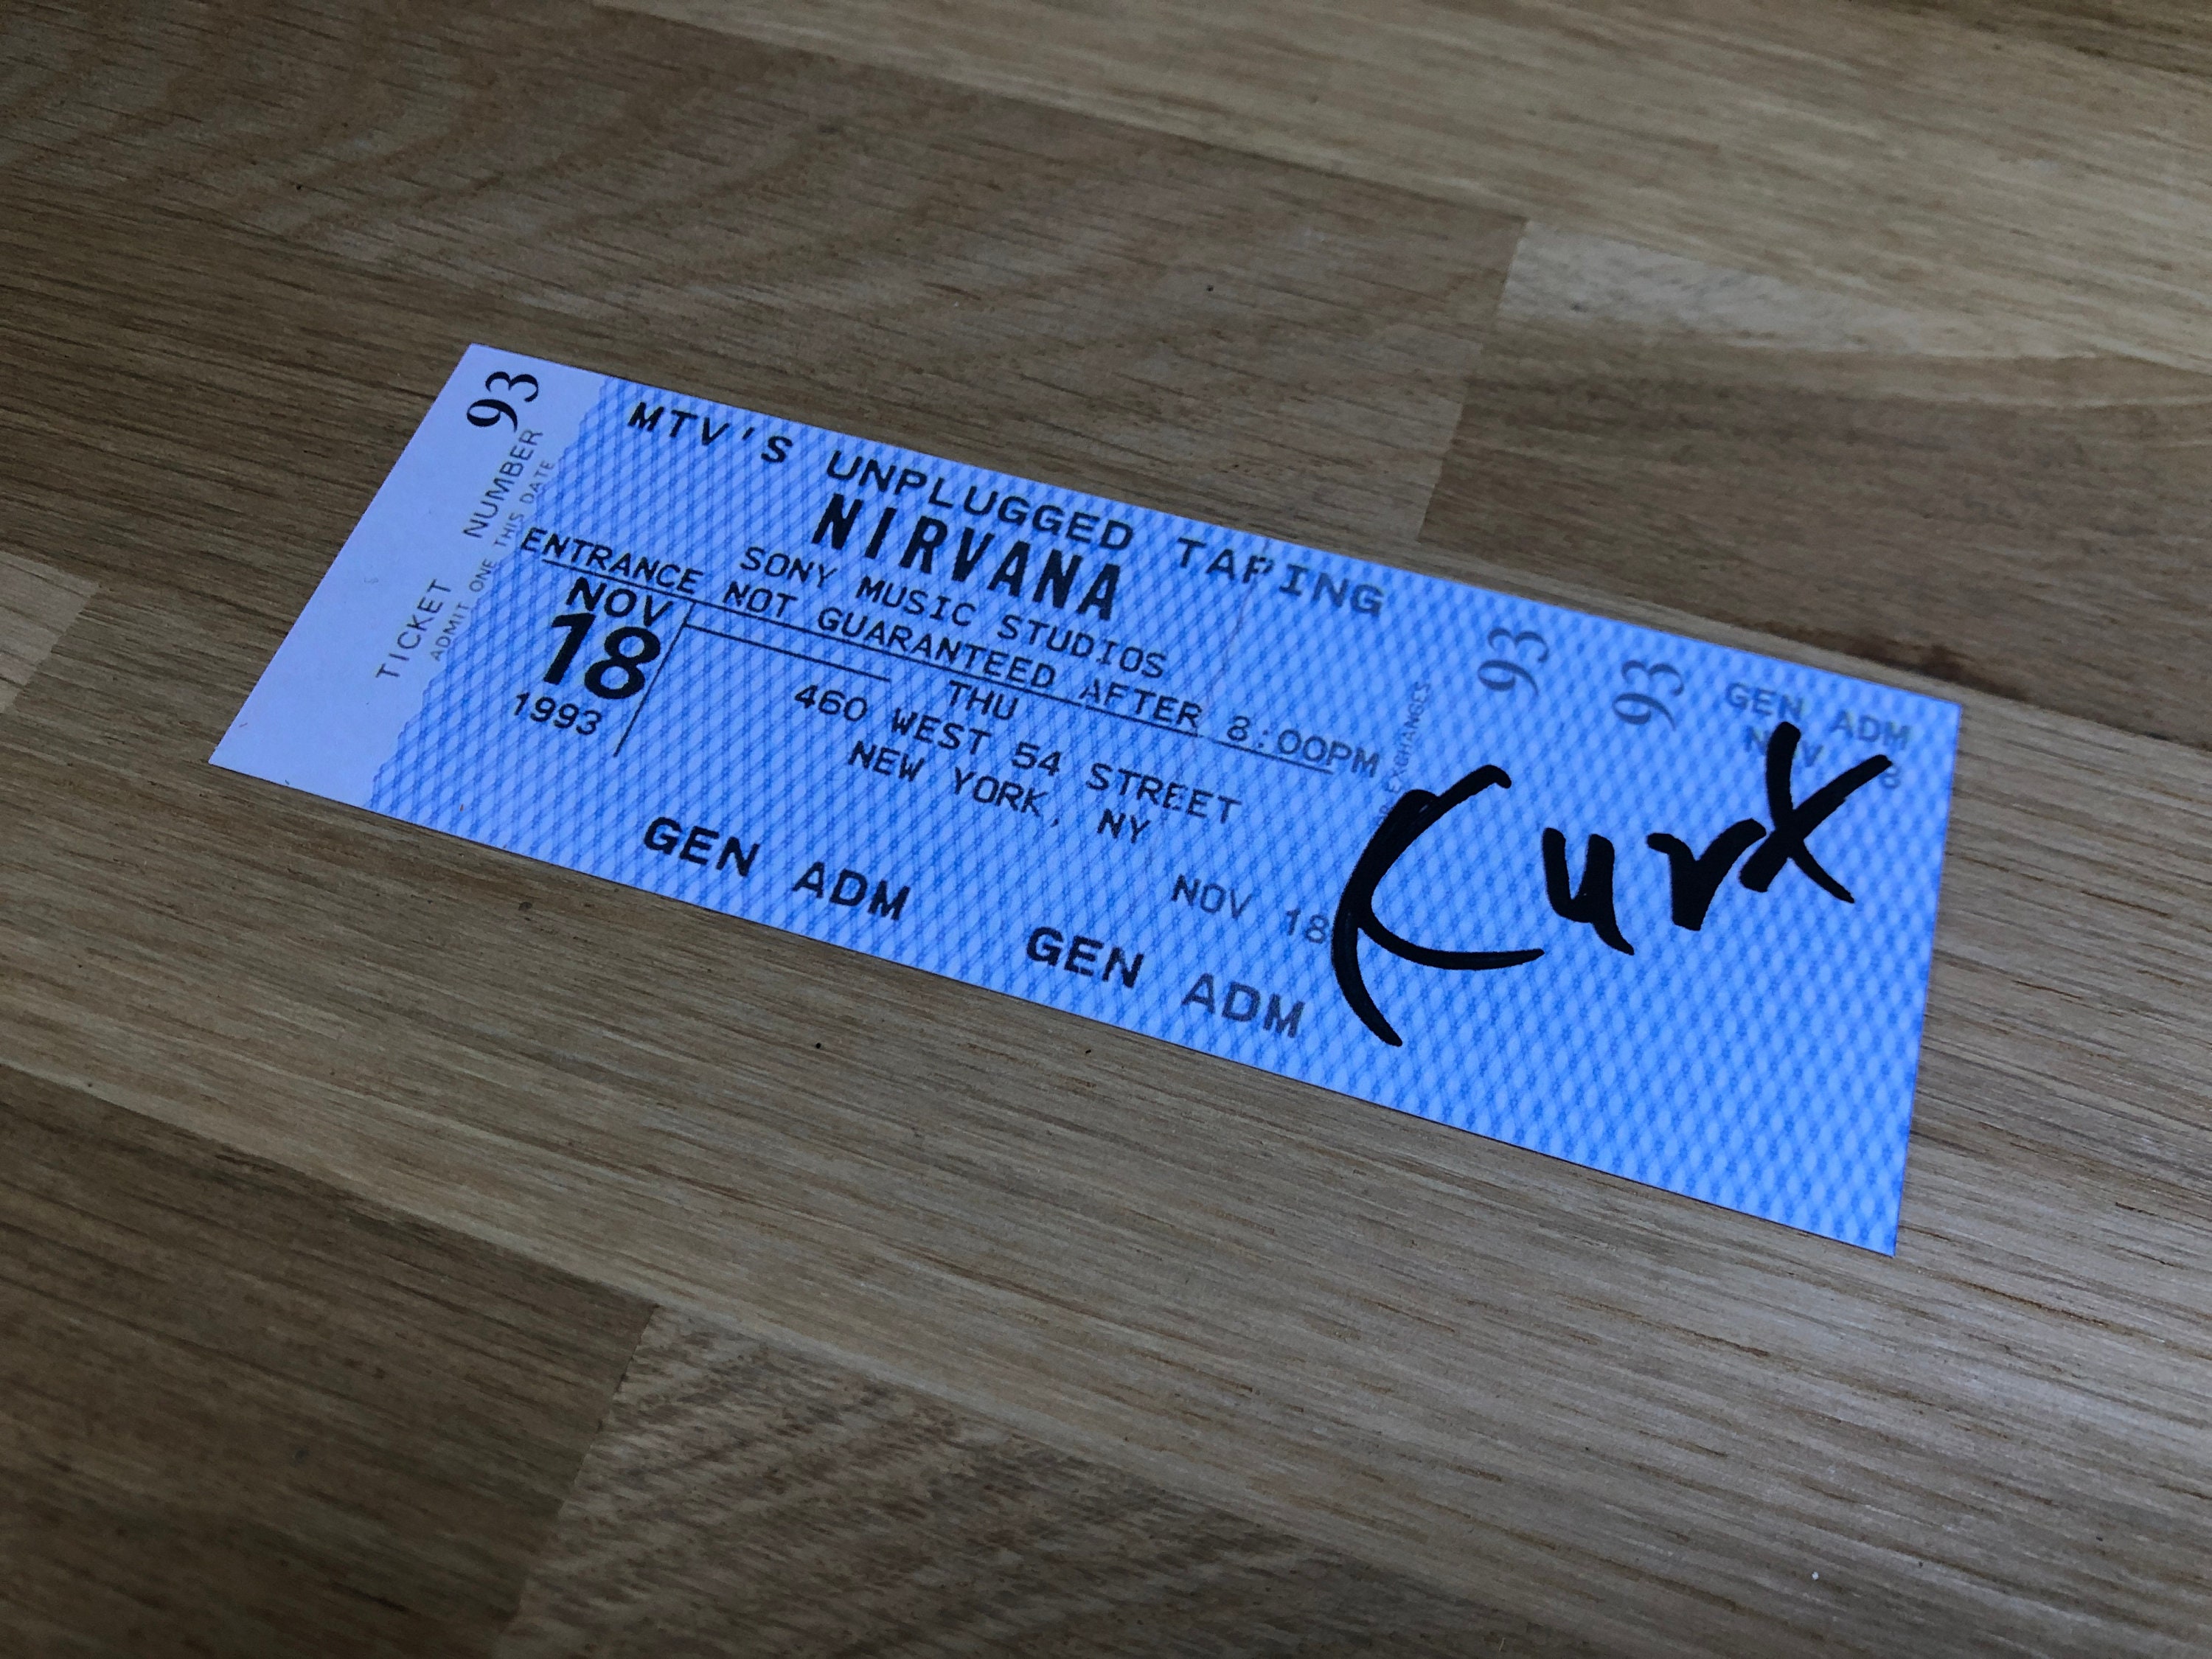 93
TICKET NUMBER
ADMIT ONE THIS DATE
MTV'S UNPLUGGED TAPING
NIRVANA
SONY MUSIC STUDIOS
ENTRANCE NOT GUARANTEED AFTER 8:00PM
NOV
18
1993
THU
460 WEST 54 STREET
NEW YORK, NY
GEN ADM
NOV 18
GEN ADM
EXCHANGES
93
93
GEN ADM
Kurt